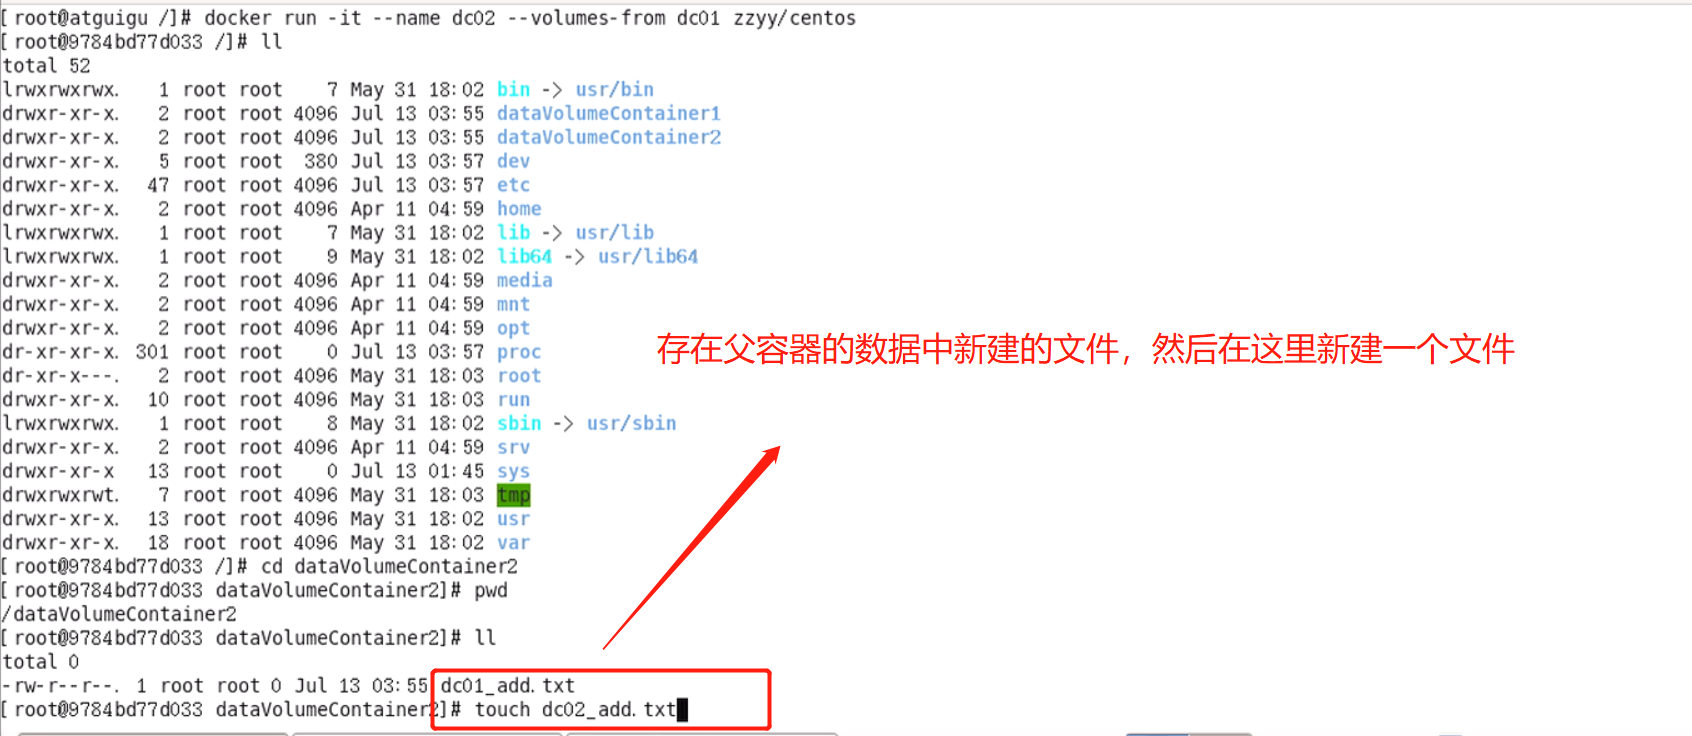 [root@atguigu /]# docker run -it --name dc02 --volumes-from dc01 zzyy/centos
[root@9784bd77d033 /]# ll
total 52
lrwxrwxrwx.   1 root root    7 May 31 18:02 bin -> usr/bin
drwxr-xr-x.   2 root root 4096 Jul 13 03:55 dataVolumeContainer1
drwxr-xr-x.   2 root root 4096 Jul 13 03:55 dataVolumeContainer2
drwxr-xr-x.   5 root root  380 Jul 13 03:57 dev
drwxr-xr-x.  47 root root 4096 Jul 13 03:57 etc
drwxr-xr-x.   2 root root 4096 Apr 11 04:59 home
lrwxrwxrwx.   1 root root    7 May 31 18:02 lib -> usr/lib
lrwxrwxrwx.   1 root root    9 May 31 18:02 lib64 -> usr/lib64
drwxr-xr-x.   2 root root 4096 Apr 11 04:59 media
drwxr-xr-x.   2 root root 4096 Apr 11 04:59 mnt
drwxr-xr-x.   2 root root 4096 Apr 11 04:59 opt
dr-xr-xr-x. 301 root root    0 Jul 13 03:57 proc
存在父容器的数据中新建的文件，然后在这里新建一个文件
dr-xr-x---.   2 root root 4096 May 31 18:03 root
drwxr-xr-x.  10 root root 4096 May 31 18:03 run
lrwxrwxrwx.   1 root root    8 May 31 18:02 sbin -> usr/sbin
drwxr-xr-x.   2 root root 4096 Apr 11 04:59 srv
drwxr-xr-x   13 root root    0 Jul 13 01:45 sys
drwxrwxrwt.   7 root root 4096 May 31 18:03 tmp
drwxr-xr-x.  13 root root 4096 May 31 18:02 usr
drwxr-xr-x.  18 root root 4096 May 31 18:02 var
[root@9784bd77d033 /]# cd dataVolumeContainer2
[root@9784bd77d033 dataVolumeContainer2]# pwd
/dataVolumeContainer2
[root@9784bd77d033 dataVolumeContainer2]# ll
total 0
-rw-r--r--. 1 root root 0 Jul 13 03:55 dc01_add.txt
[root@9784bd77d033 dataVolumeContainer2]# touch dc02_add.txt